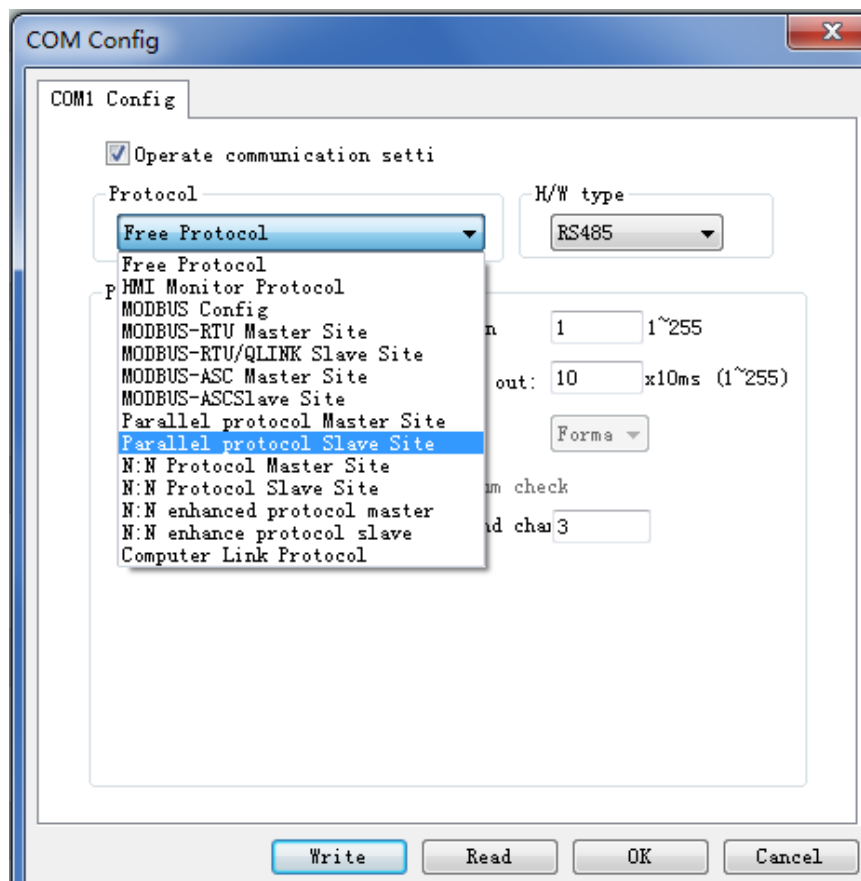 COM Config
COM1 Config
Operate communication setti
Protocol
H/W type
Free Protocol
RS485
Free Protocol
HMI Monitor Protocol
MODBUS Config
MODBUS-RTU Master Site
MODBUS-RTU/QLINK Slave Site
MODBUS-ASC Master Site
MODBUS-ASCSlave Site
Parallel protocol Master Site
Parallel protocol Slave Site
N:N Protocol Master Site
N:N Protocol Slave Site
N:N enhanced protocol master
N:N enhance protocol slave
Computer Link Protocol
P
n 1 1~255
out: 10 x10ms (1~255)
Forma
um check
nd chai 3
Write Read OK Cancel